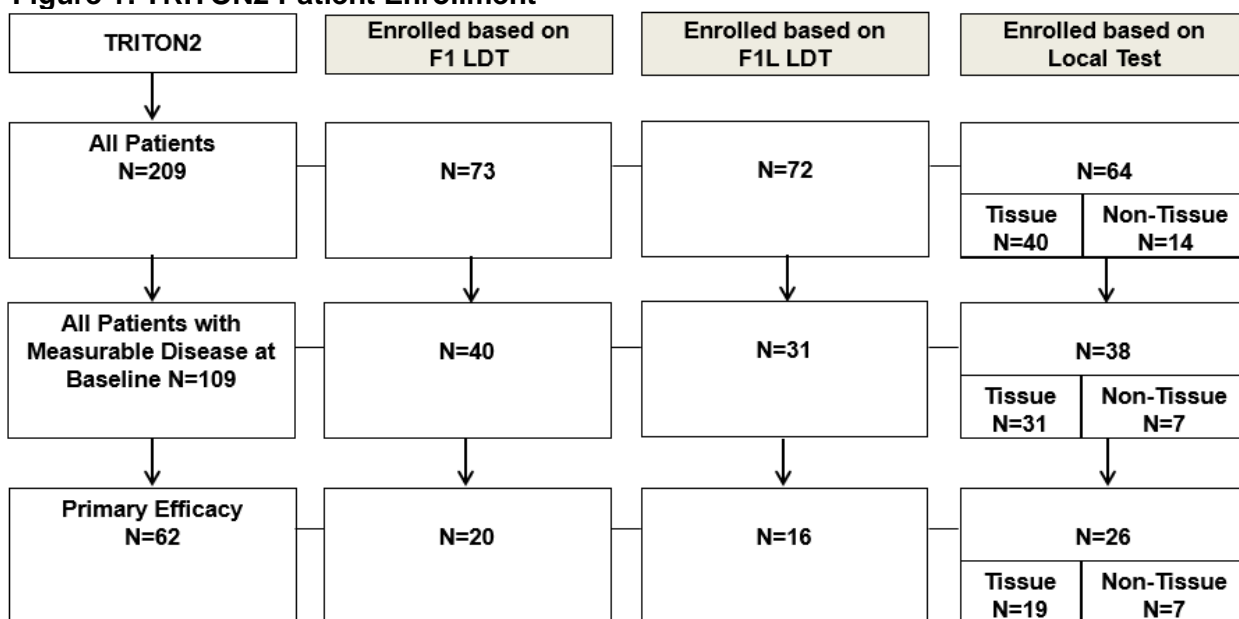 Figure 1: TRITON2 Patient Enrollment
TRITON2
Enrolled based on
F1 LDT
Enrolled based on
F1L LDT
Enrolled based on
Local Test
All Patients
N=209
N=73
N=72
N=64
Tissue
N=40
Non-Tissue
N=14
All Patients with
Measurable Disease at
Baseline N=109
N=40
N=31
N=38
Tissue
N=31
Non-Tissue
N=7
Primary Efficacy
N=62
N=20
N=16
N=26
Tissue
N=19
Non-Tissue
N=7